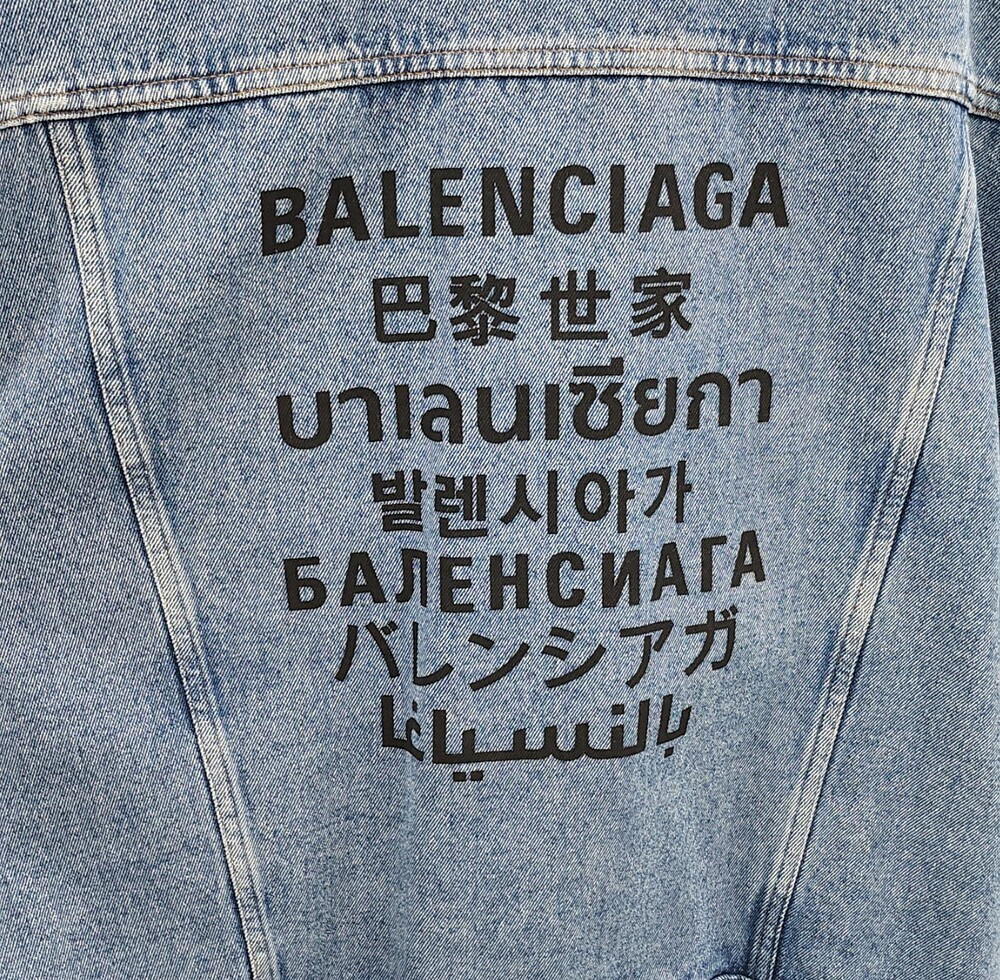 BALENCIAGA
巴黎世家
บาเลนเซียกา
발렌시아가
БАЛЕНСИАГА
バレンシアガ
بالنسياغا